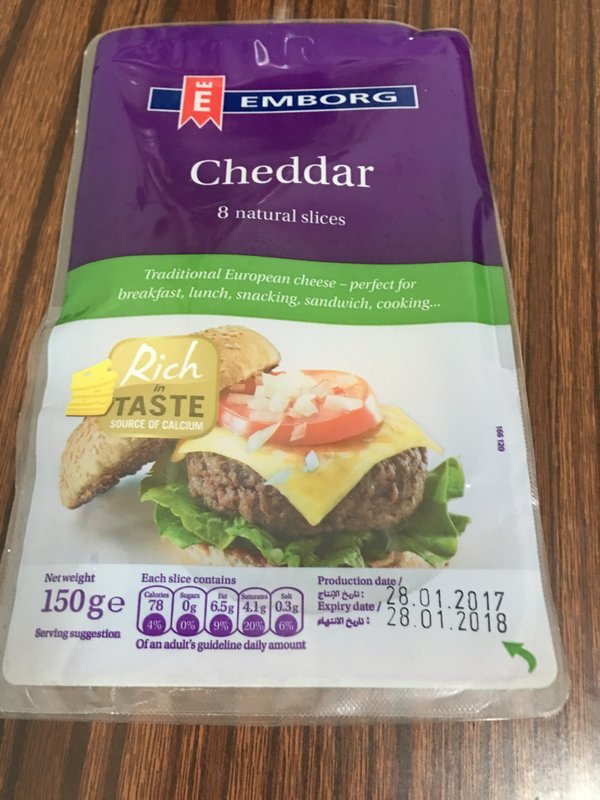 E EMBORG
Cheddar
8 natural slices
Traditional European cheese – perfect for
breakfast, lunch, snacking, sandwich, cooking...
Rich
in
TASTE
SOURCE OF CALCIUM
166 120
Net weight
150 g e
Serving suggestion
Each slice contains
Calories Sugars Fat Saturates Salt
78 0g 6.5g 4.1g 0.3g
4% 0% 9% 20% 6%
Of an adult's guideline daily amount
Production date /
تاريخ الإنتاج : 28.01.2017
Expiry date /
تاريخ الانتهاء : 28.01.2018